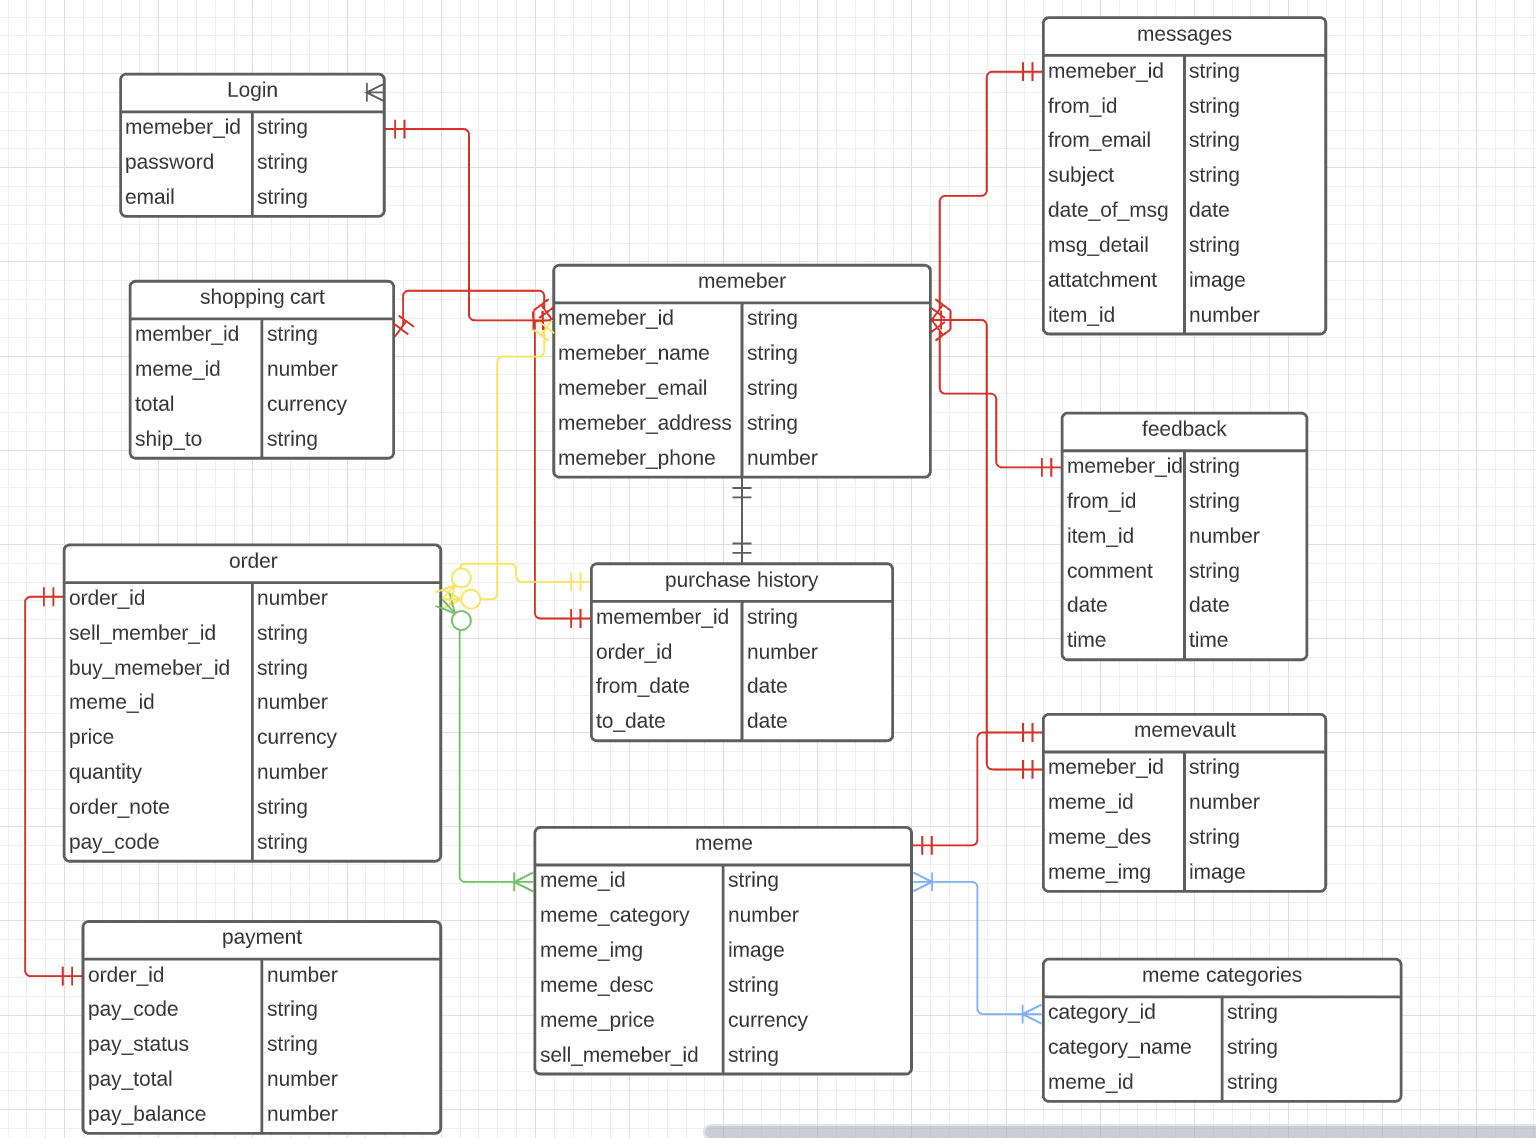 Login
memeber_id string
password string
email string
shopping cart
member_id string
meme_id number
total currency
ship_to string
order
order_id number
sell_member_id string
buy_memeber_id string
meme_id number
price currency
quantity number
order_note string
pay_code string
payment
order_id number
pay_code string
pay_status string
pay_total number
pay_balance number
memeber
memeber_id string
memeber_name string
memeber_email string
memeber_address string
memeber_phone number
purchase history
memember_id string
order_id number
from_date date
to_date date
meme
meme_id string
meme_category number
meme_img image
meme_desc string
meme_price currency
sell_memeber_id string
messages
memeber_id string
from_id string
from_email string
subject string
date_of_msg date
msg_detail string
attatchment image
item_id number
feedback
memeber_id string
from_id string
item_id number
comment string
date date
time time
memevault
memeber_id string
meme_id number
meme_des string
meme_img image
meme categories
category_id string
category_name string
meme_id string